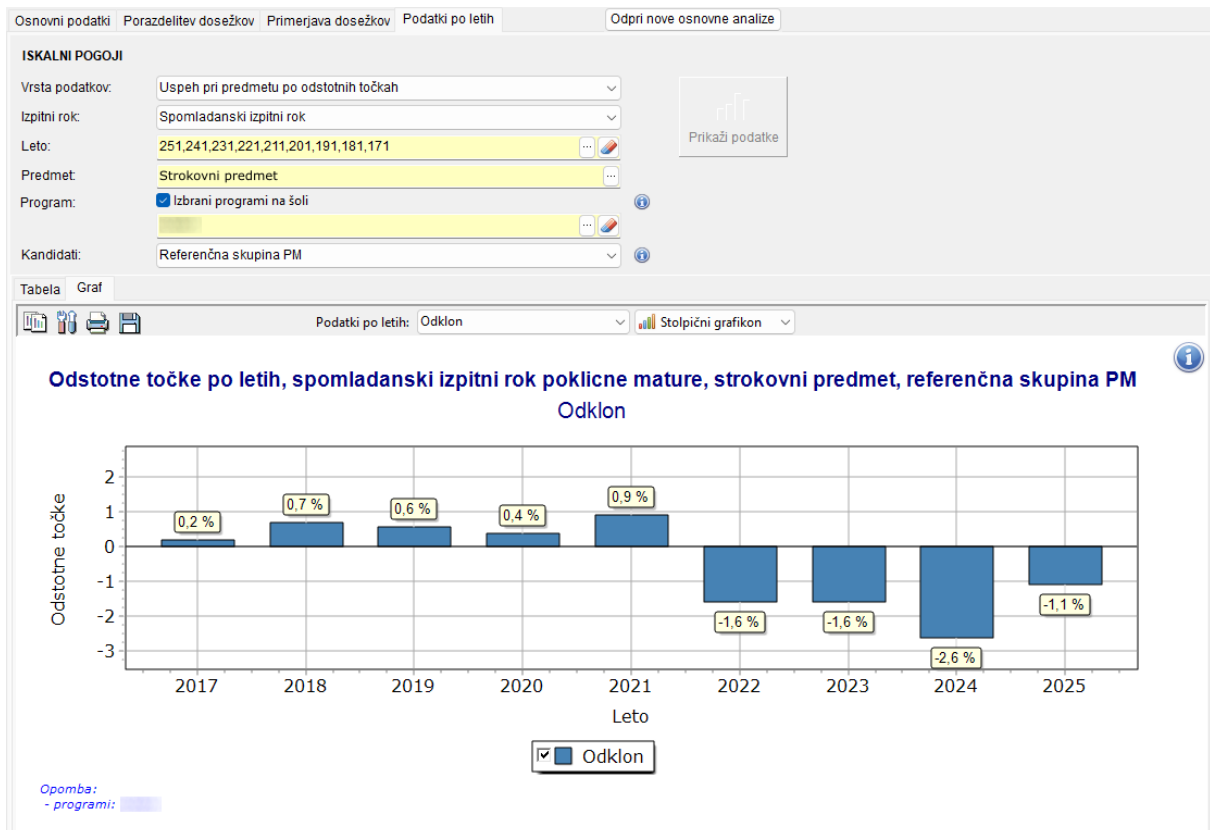 Osnovni podatki Porazdelitev dosežkov Primerjava dosežkov Podatki po letih Odpri nove osnovne analize
ISKALNI POGOJI
Vrsta podatkov: Uspeh pri predmetu po odstotnih točkah
Izpitni rok: Spomladanski izpitni rok
Prikaži podatke
Leto: 251,241,231,221,211,201,191,181,171 ...
Predmet: Strokovni predmet ...
Program: Izbrani programi na šoli
...
Kandidati: Referenčna skupina PM
Tabela Graf
Podatki po letih: Odklon Stolpični grafikon
Odstotne točke po letih, spomladanski izpitni rok poklicne mature, strokovni predmet, referenčna skupina PM
Odklon
Odstotne točke
2
1
0
-1
-2
-3
0,2 % 0,7 % 0,6 % 0,4 % 0,9 % -1,6 % -1,6 % -2,6 % -1,1 %
2017 2018 2019 2020 2021 2022 2023 2024 2025
Leto
Odklon
Opomba:
- programi: